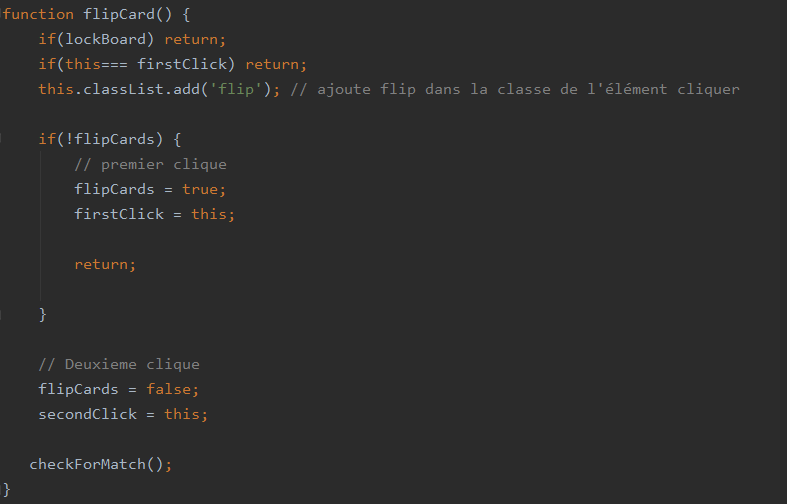 function flipCard() {
if(lockBoard) return;
if(this=== firstClick) return;
this.classList.add('flip'); // ajoute flip dans la classe de l'élément cliquer
if(!flipCards) {
// premier clique
flipCards = true;
firstClick = this;
return;
}
// Deuxieme clique
flipCards = false;
secondClick = this;
checkForMatch();
}